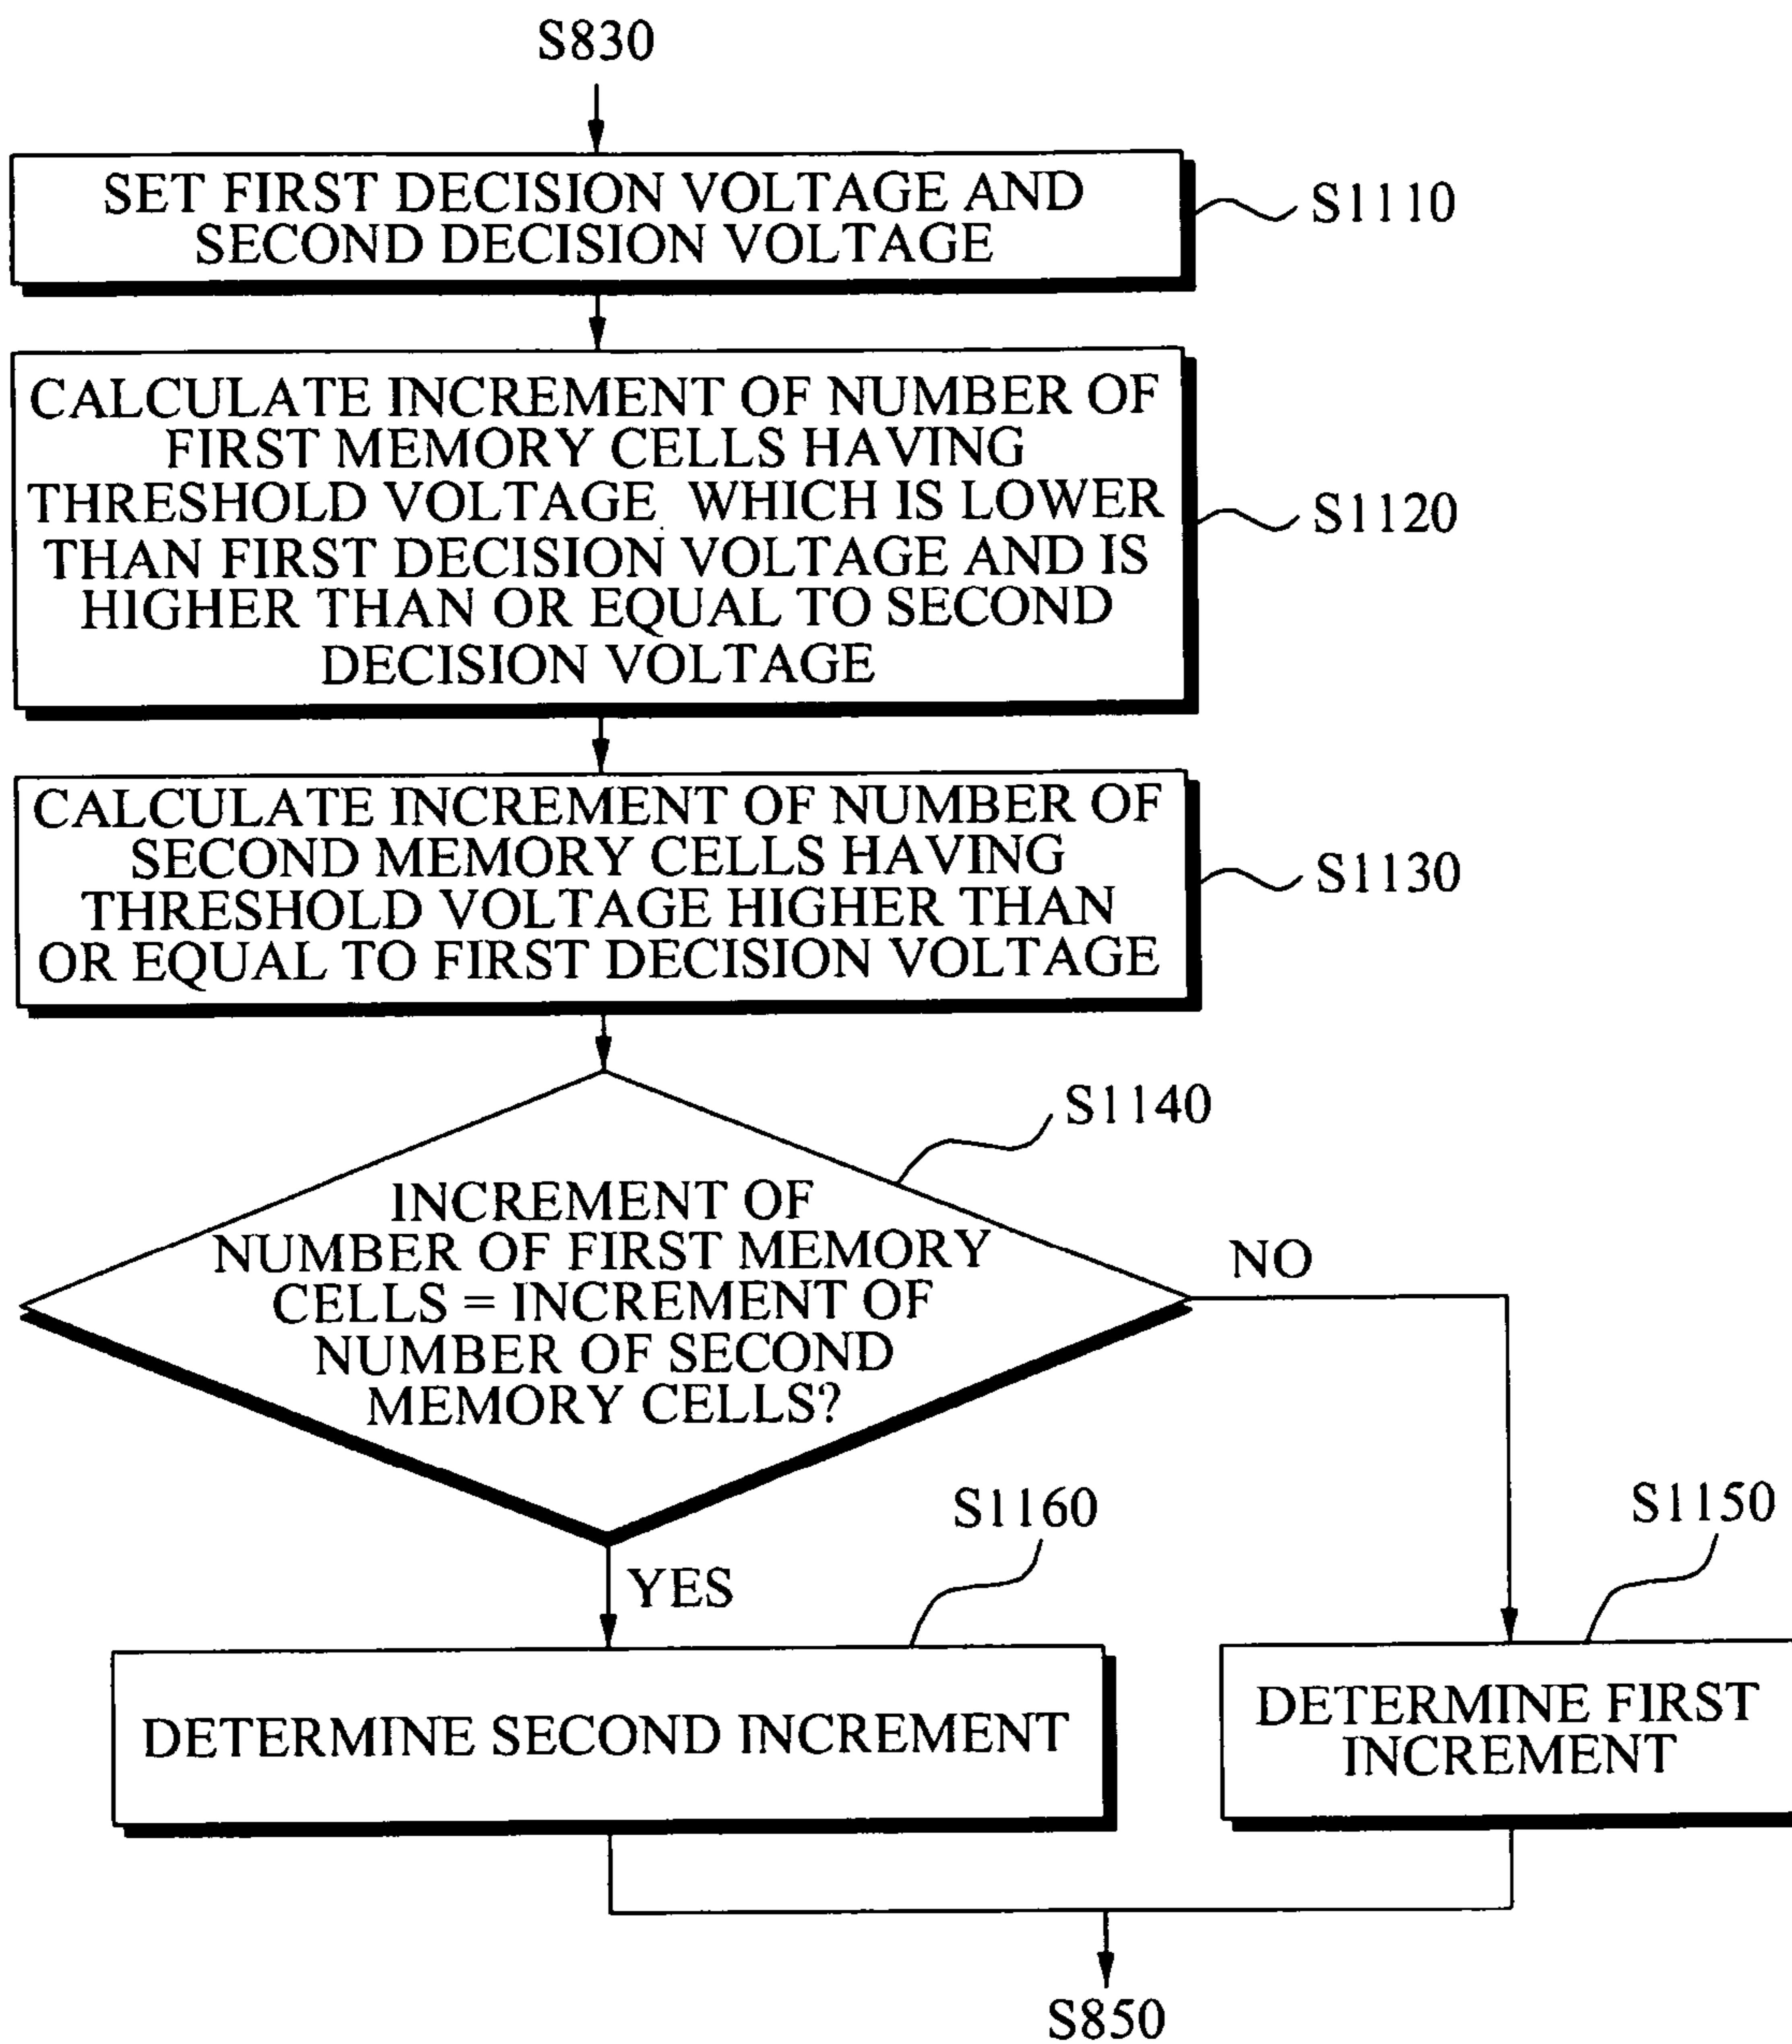 S830
SET FIRST DECISION VOLTAGE AND
SECOND DECISION VOLTAGE
S1110
CALCULATE INCREMENT OF NUMBER OF
FIRST MEMORY CELLS HAVING
THRESHOLD VOLTAGE WHICH IS LOWER
THAN FIRST DECISION VOLTAGE AND IS
HIGHER THAN OR EQUAL TO SECOND
DECISION VOLTAGE
S1120
CALCULATE INCREMENT OF NUMBER OF
SECOND MEMORY CELLS HAVING
THRESHOLD VOLTAGE HIGHER THAN
OR EQUAL TO FIRST DECISION VOLTAGE
S1130
S1140
INCREMENT OF
NUMBER OF FIRST MEMORY
CELLS = INCREMENT OF
NUMBER OF SECOND
MEMORY CELLS?
NO
YES
S1160
S1150
DETERMINE SECOND INCREMENT
DETERMINE FIRST
INCREMENT
S850